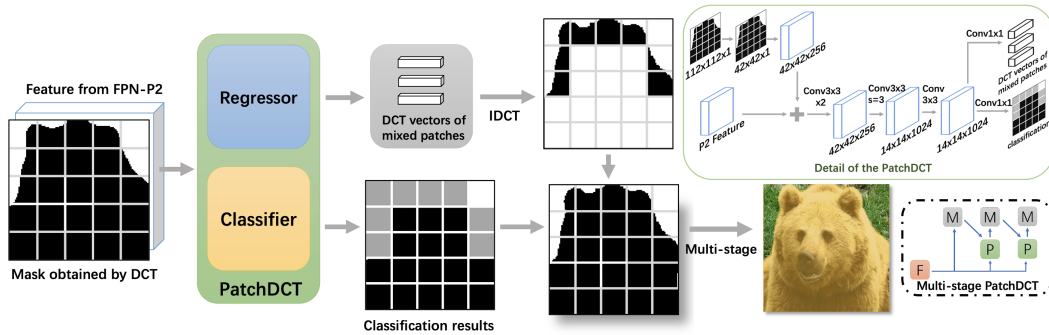 Feature from FPN-P2
Mask obtained by DCT
Regressor
Classifier
PatchDCT
DCT vectors of
mixed patches
IDCT
Classification results
Multi-stage
112x112x1
42x42x1
42x42x256
P2 Feature
Conv3x3
x2
42x42x256
Conv3x3
s=3
14x14x1024
Conv
3x3
14x14x1024
Conv1x1
DCT vectors of
mixed patches
Conv1x1
classification
Detail of the PatchDCT
M
M
M
P
P
F
Multi-stage PatchDCT